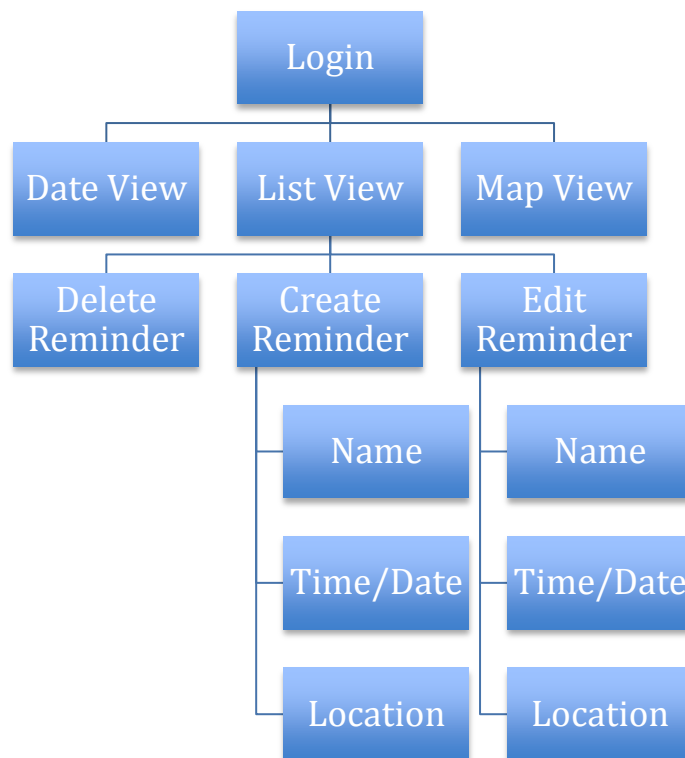 Login
Date View
List View
Map View
Delete
Reminder
Create
Reminder
Edit
Reminder
Name
Time/Date
Location
Name
Time/Date
Location